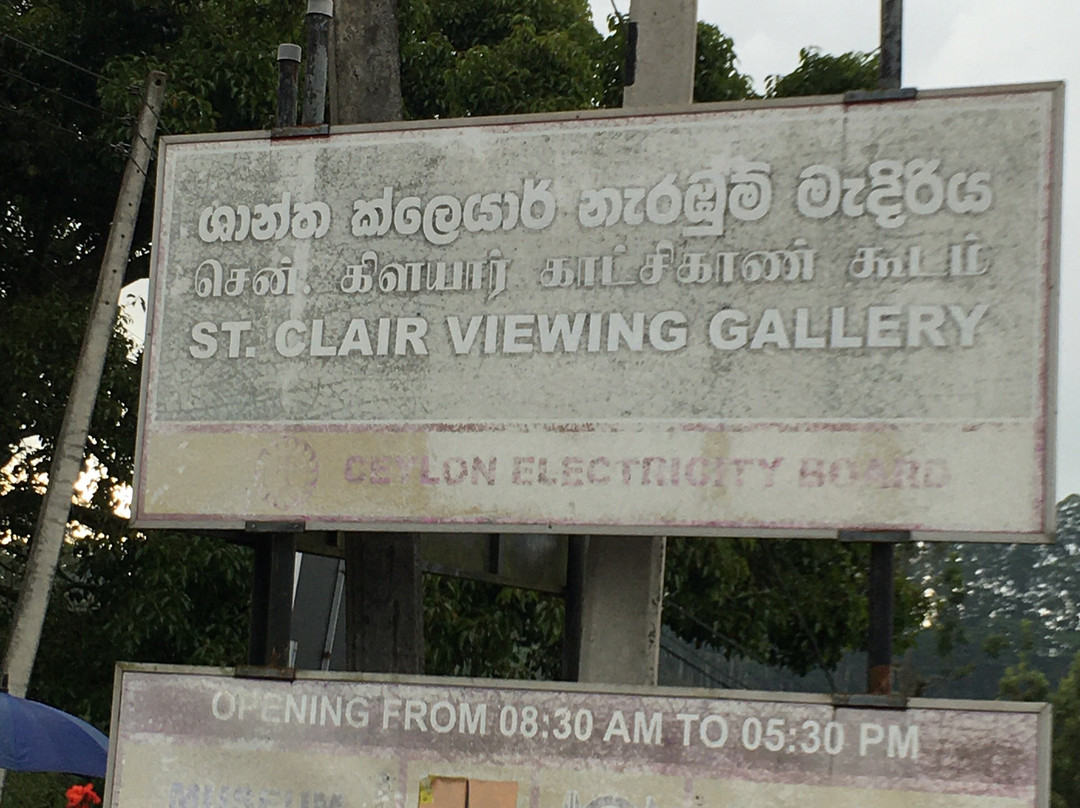 ශාන්ත ක්ලෙයාර් නැරඹුම් මැදිරිය
சென். கிளயார் காட்சிகாண் கூடம்
ST. CLAIR VIEWING GALLERY
CEYLON ELECTRICITY BOARD
OPENING FROM 08:30 AM TO 05:30 PM
MUSEUM